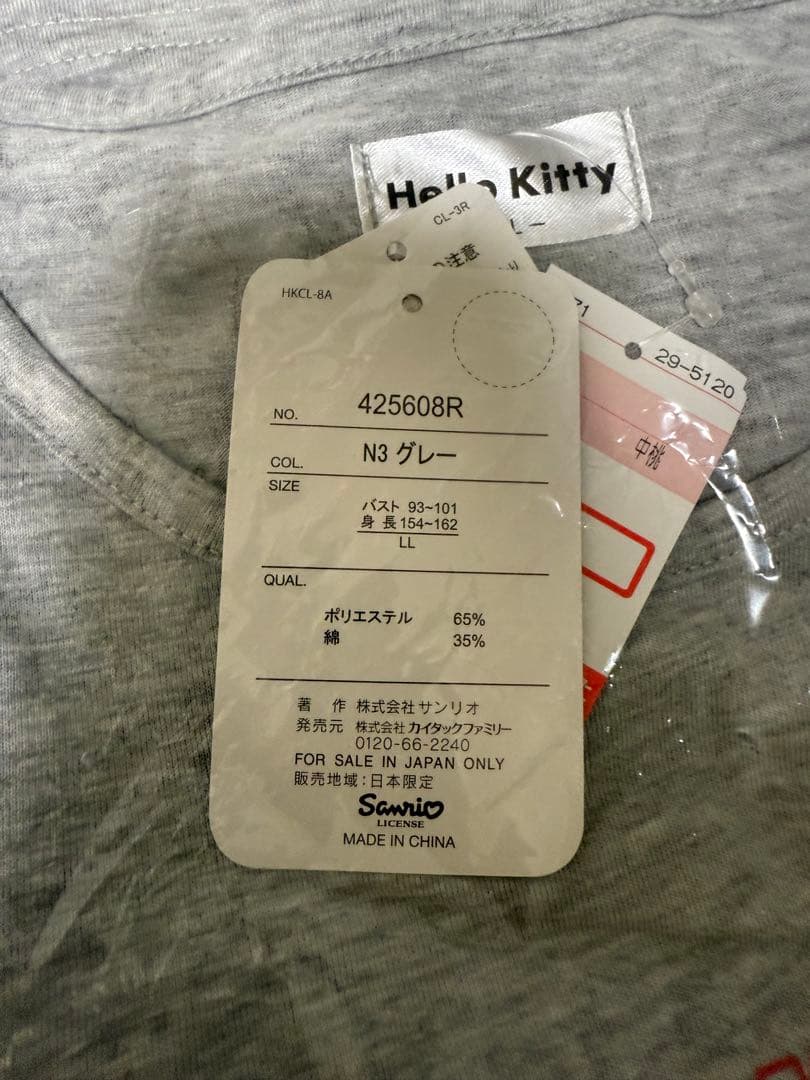 Hello Kitty
CL-3R
注意
HKCL-8A
71
29-5120
中桃
NO. 425608R
COL. N3 グレー
SIZE
バスト 93~101
身 長 154~162
LL
QUAL.
ポリエステル 65%
綿 35%
著 作 株式会社サンリオ
発売元 株式会社カイタックファミリー
0120-66-2240
FOR SALE IN JAPAN ONLY
販売地域:日本限定
Sanrio
LICENSE
MADE IN CHINA